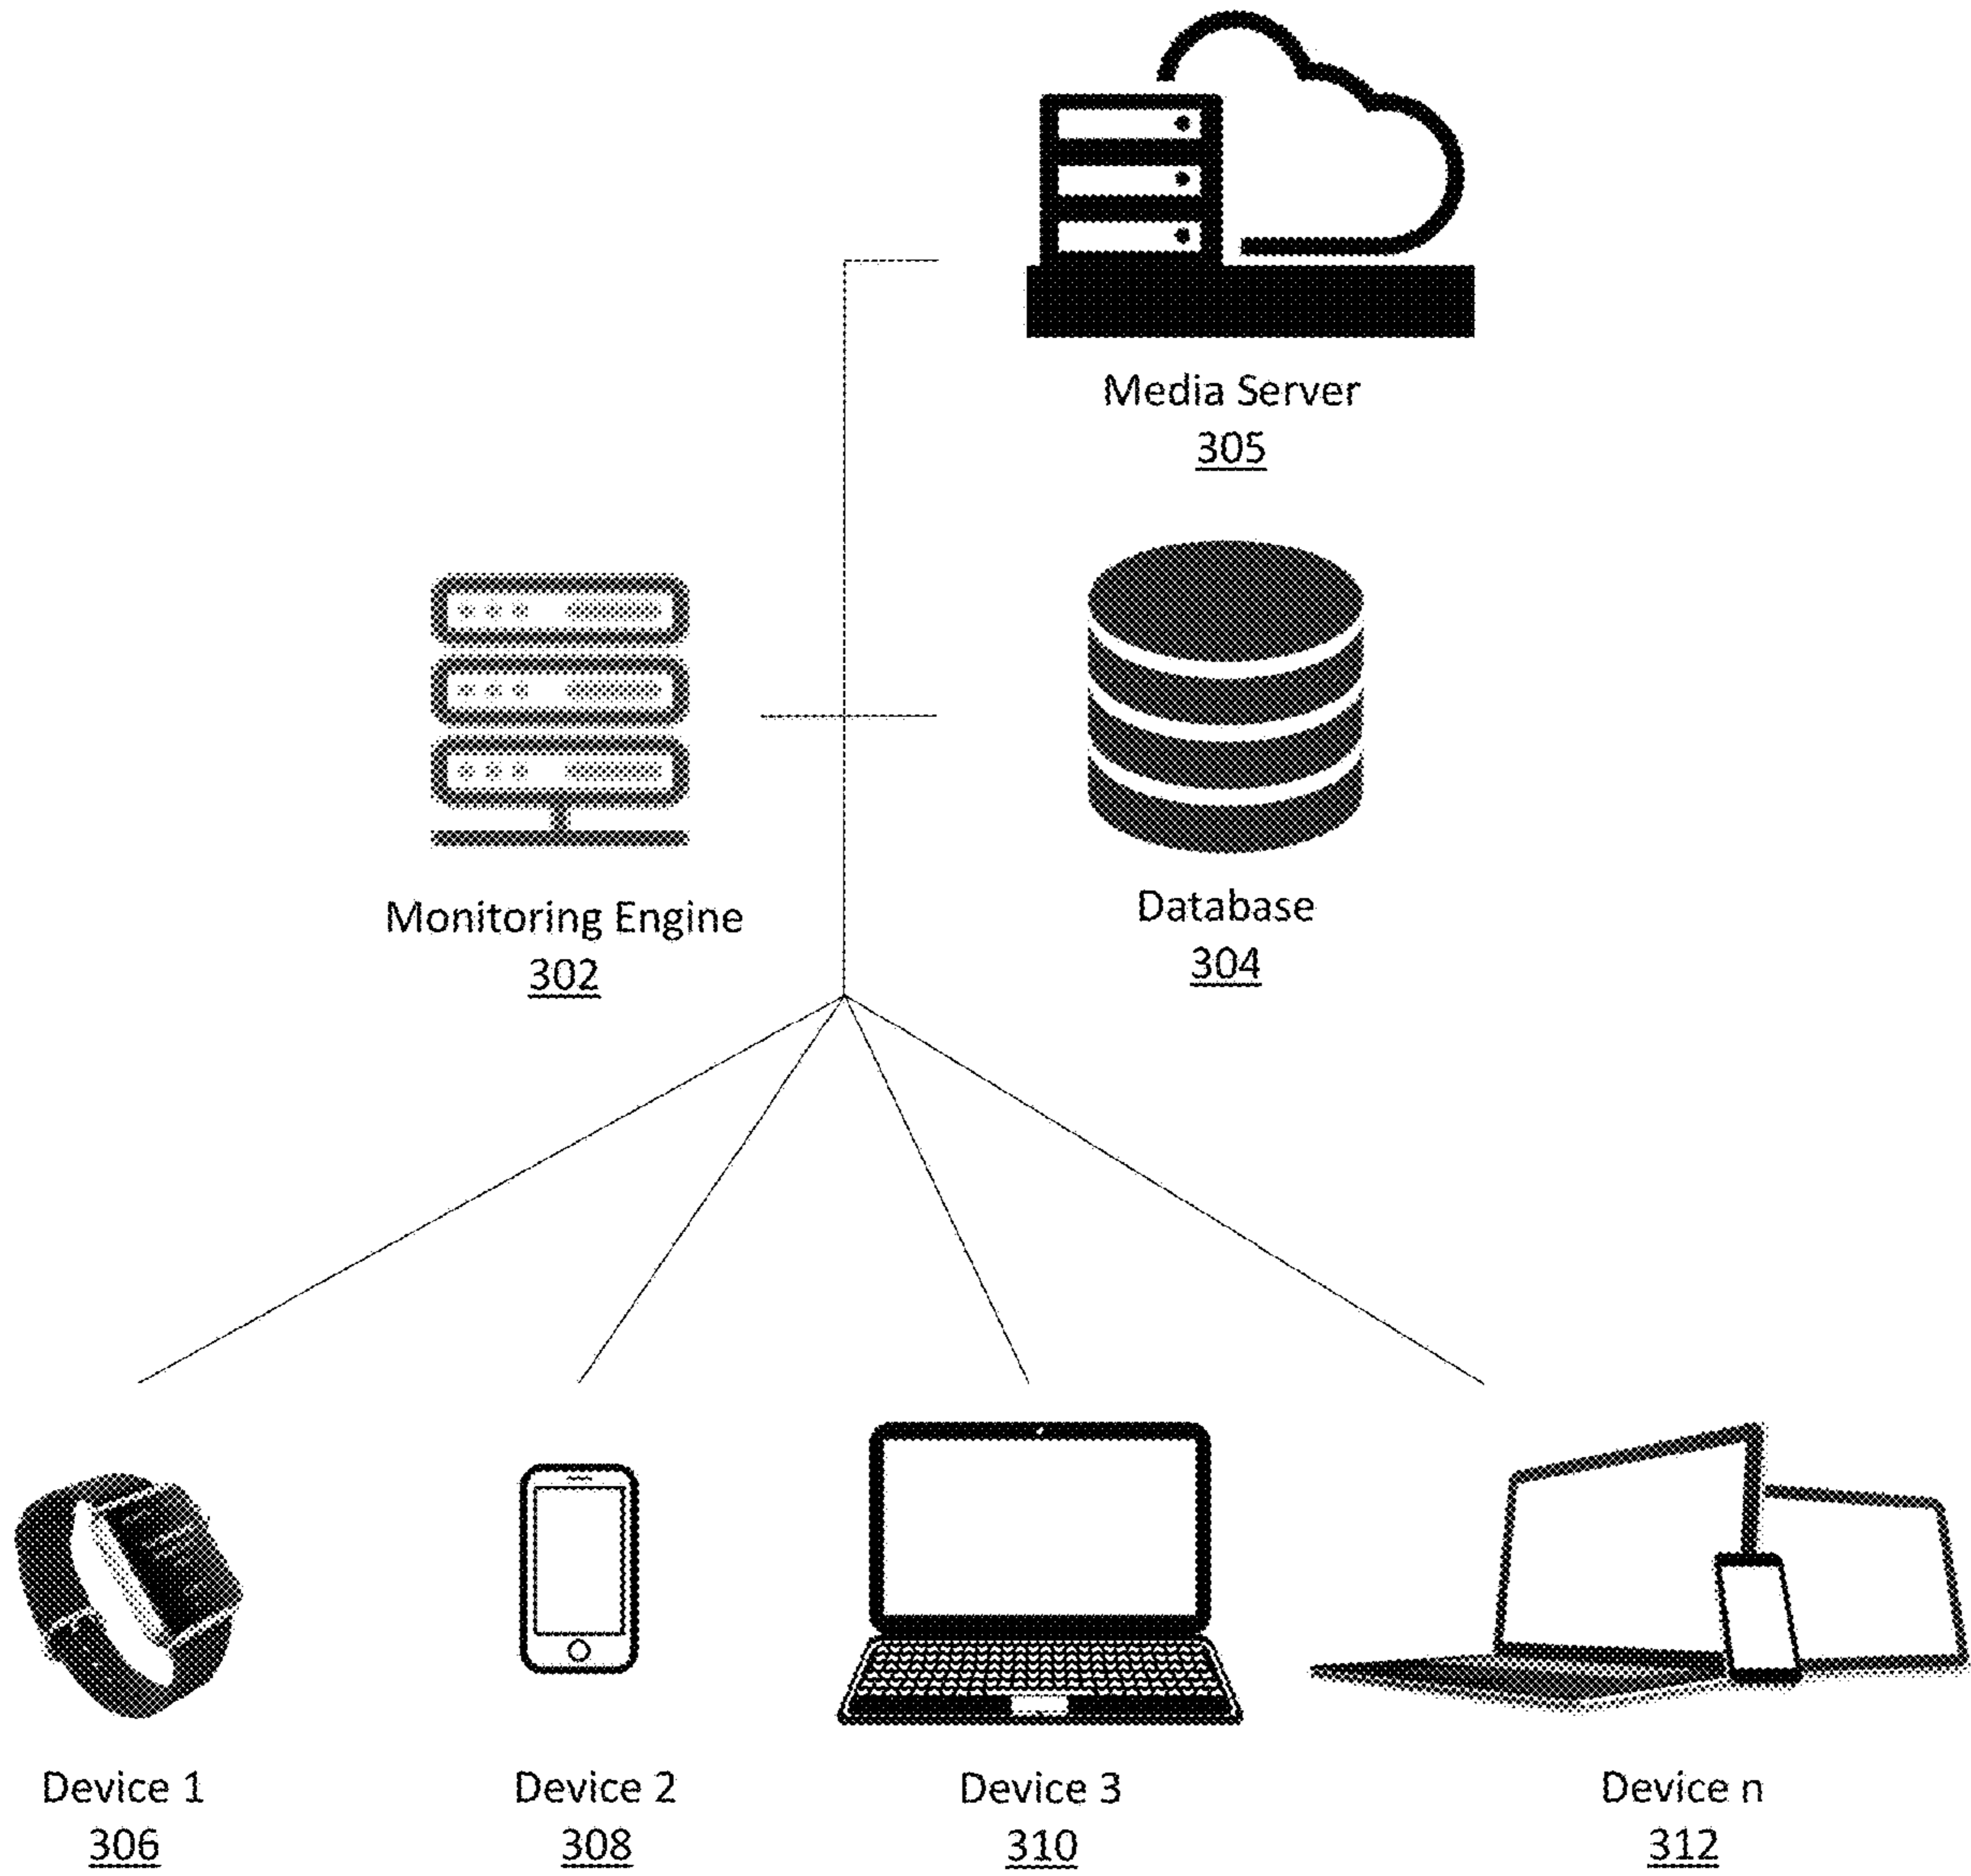 Media Server
305
Monitoring Engine
302
Database
304
Device 1
306
Device 2
308
Device 3
310
Device n
312